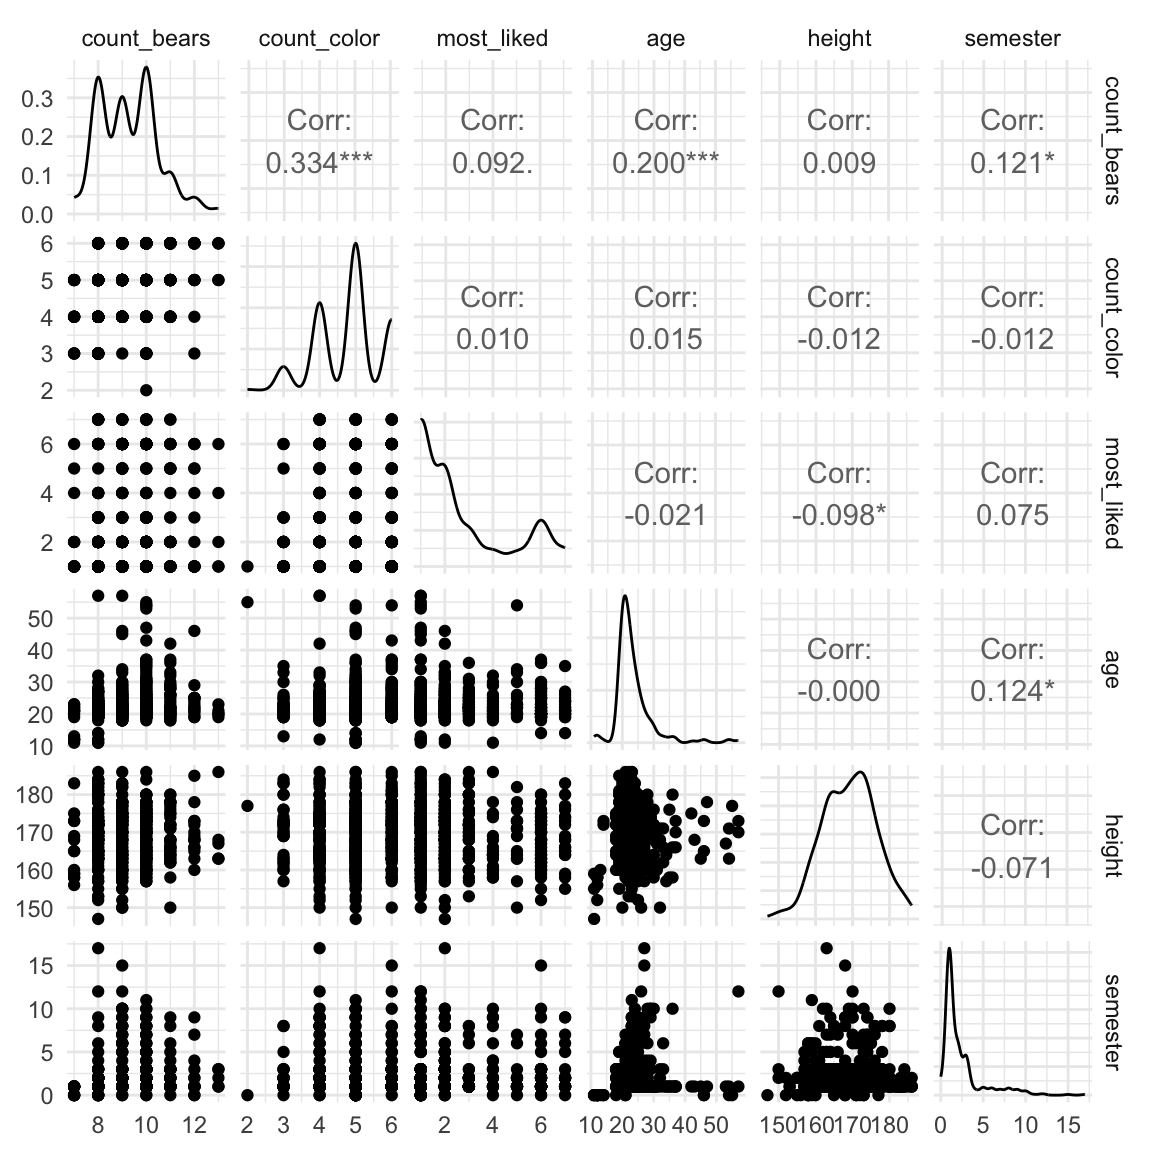 count_bears count_color most_liked age height semester
0.3
0.2
0.1
0.0
Corr: Corr: Corr: Corr: Corr:
0.334*** 0.092. 0.200*** 0.009 0.121*
count_bears
6
5
4
3
2
Corr: Corr: Corr: Corr:
0.010 0.015 -0.012 -0.012
count_color
6
4
2
Corr: Corr: Corr:
-0.021 -0.098* 0.075
most_liked
50
40
30
20
10
Corr: Corr:
-0.000 0.124*
age
180
170
160
150
Corr:
-0.071
height
15
10
5
0
semester
8 10 12 2 3 4 5 6 2 4 6 10 20 30 40 50 150 160 170 180 0 5 10 15